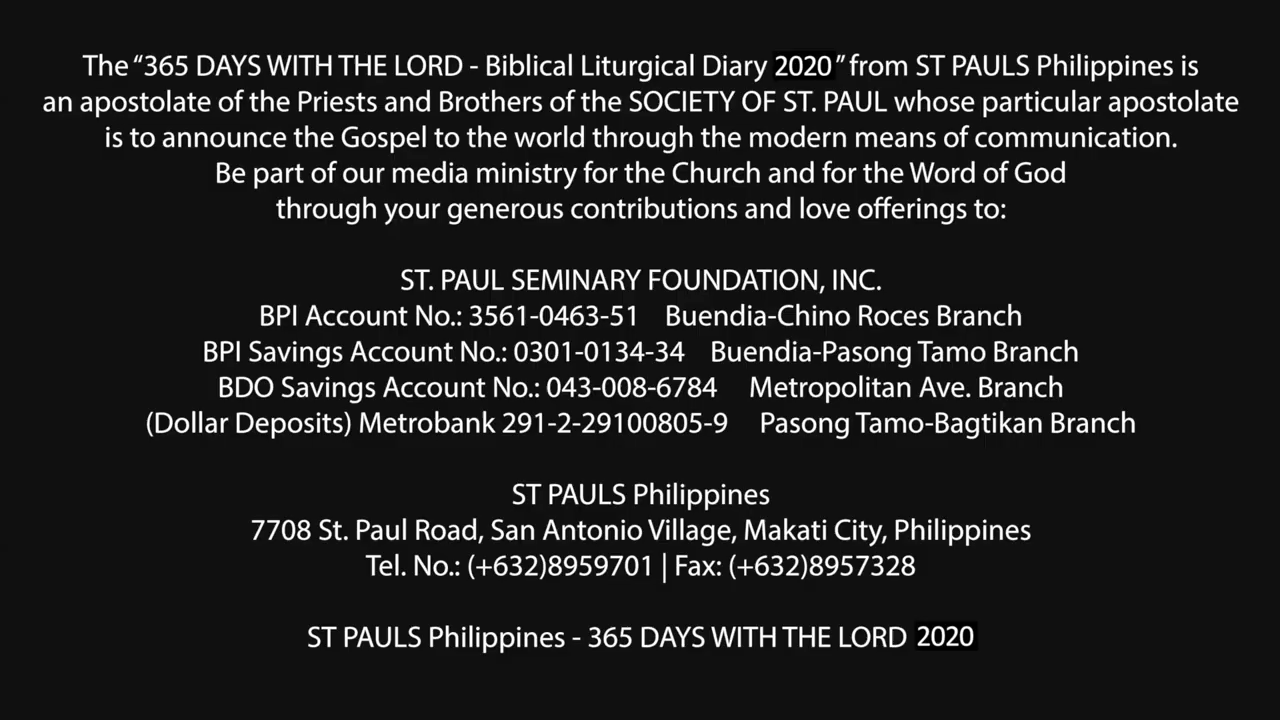 The “365 DAYS WITH THE LORD - Biblical Liturgical Diary 2020” from ST PAULS Philippines is
an apostolate of the Priests and Brothers of the SOCIETY OF ST. PAUL whose particular apostolate
is to announce the Gospel to the world through the modern means of communication.
Be part of our media ministry for the Church and for the Word of God
through your generous contributions and love offerings to:
ST. PAUL SEMINARY FOUNDATION, INC.
BPI Account No.: 3561-0463-51 Buendia-Chino Roces Branch
BPI Savings Account No.: 0301-0134-34 Buendia-Pasong Tamo Branch
BDO Savings Account No.: 043-008-6784 Metropolitan Ave. Branch
(Dollar Deposits) Metrobank 291-2-29100805-9 Pasong Tamo-Bagtikan Branch
ST PAULS Philippines
7708 St. Paul Road, San Antonio Village, Makati City, Philippines
Tel. No.: (+632)8959701 | Fax: (+632)8957328
ST PAULS Philippines - 365 DAYS WITH THE LORD 2020